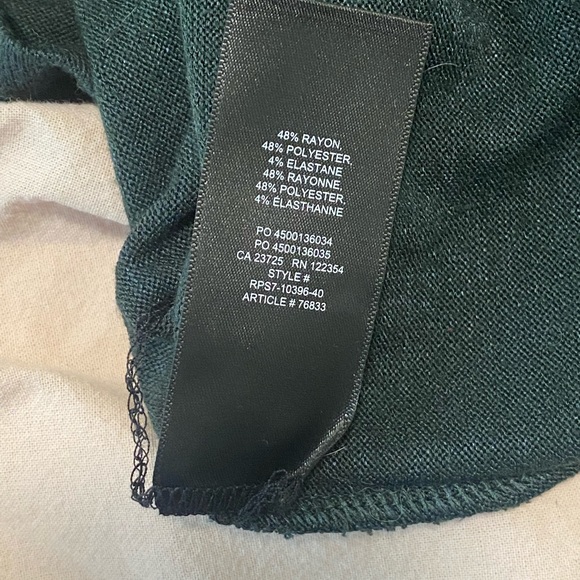 48% RAYON,
48% POLYESTER,
4% ELASTANE
48% RAYONNE,
48% POLYESTER,
4% ÉLASTHANNE
PO 4500136034
PO 4500136035
CA 23725 RN 122354
STYLE #
RPS7-10396-40
ARTICLE # 76833